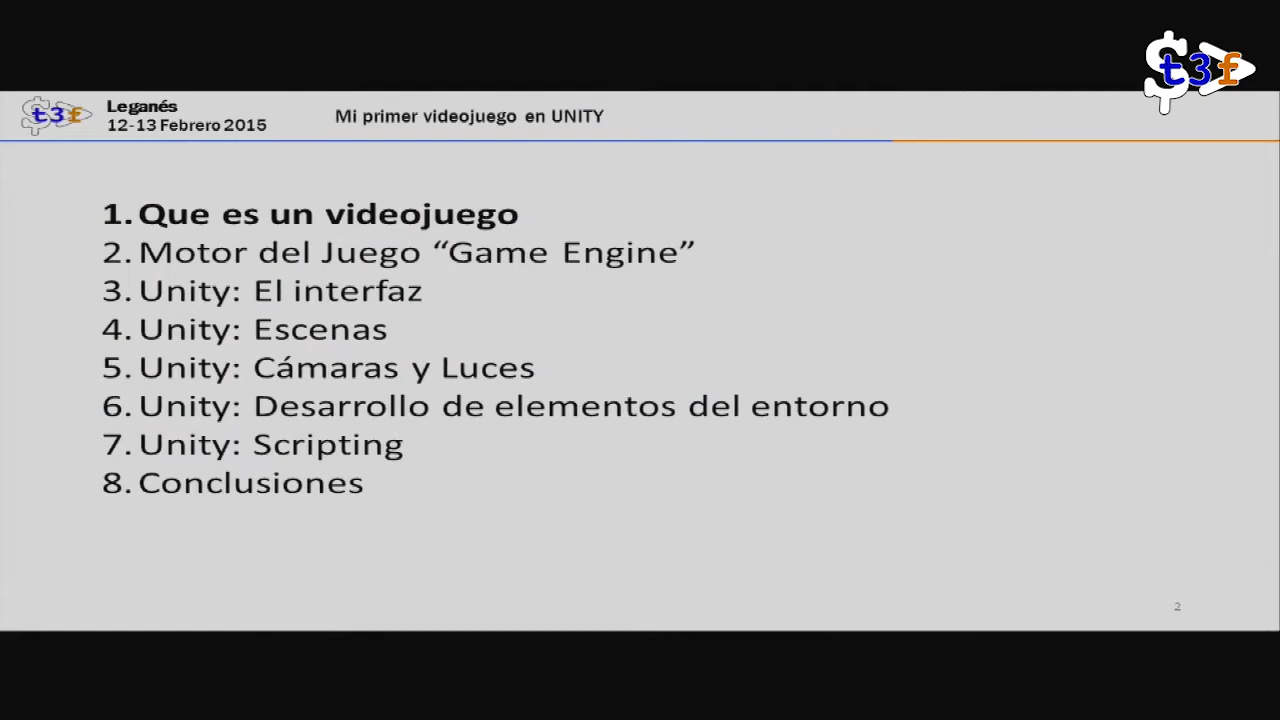 t3f
t3f
Leganés
12-13 Febrero 2015
Mi primer videojuego en UNITY
1. Que es un videojuego
2. Motor del Juego “Game Engine”
3. Unity: El interfaz
4. Unity: Escenas
5. Unity: Cámaras y Luces
6. Unity: Desarrollo de elementos del entorno
7. Unity: Scripting
8. Conclusiones
2